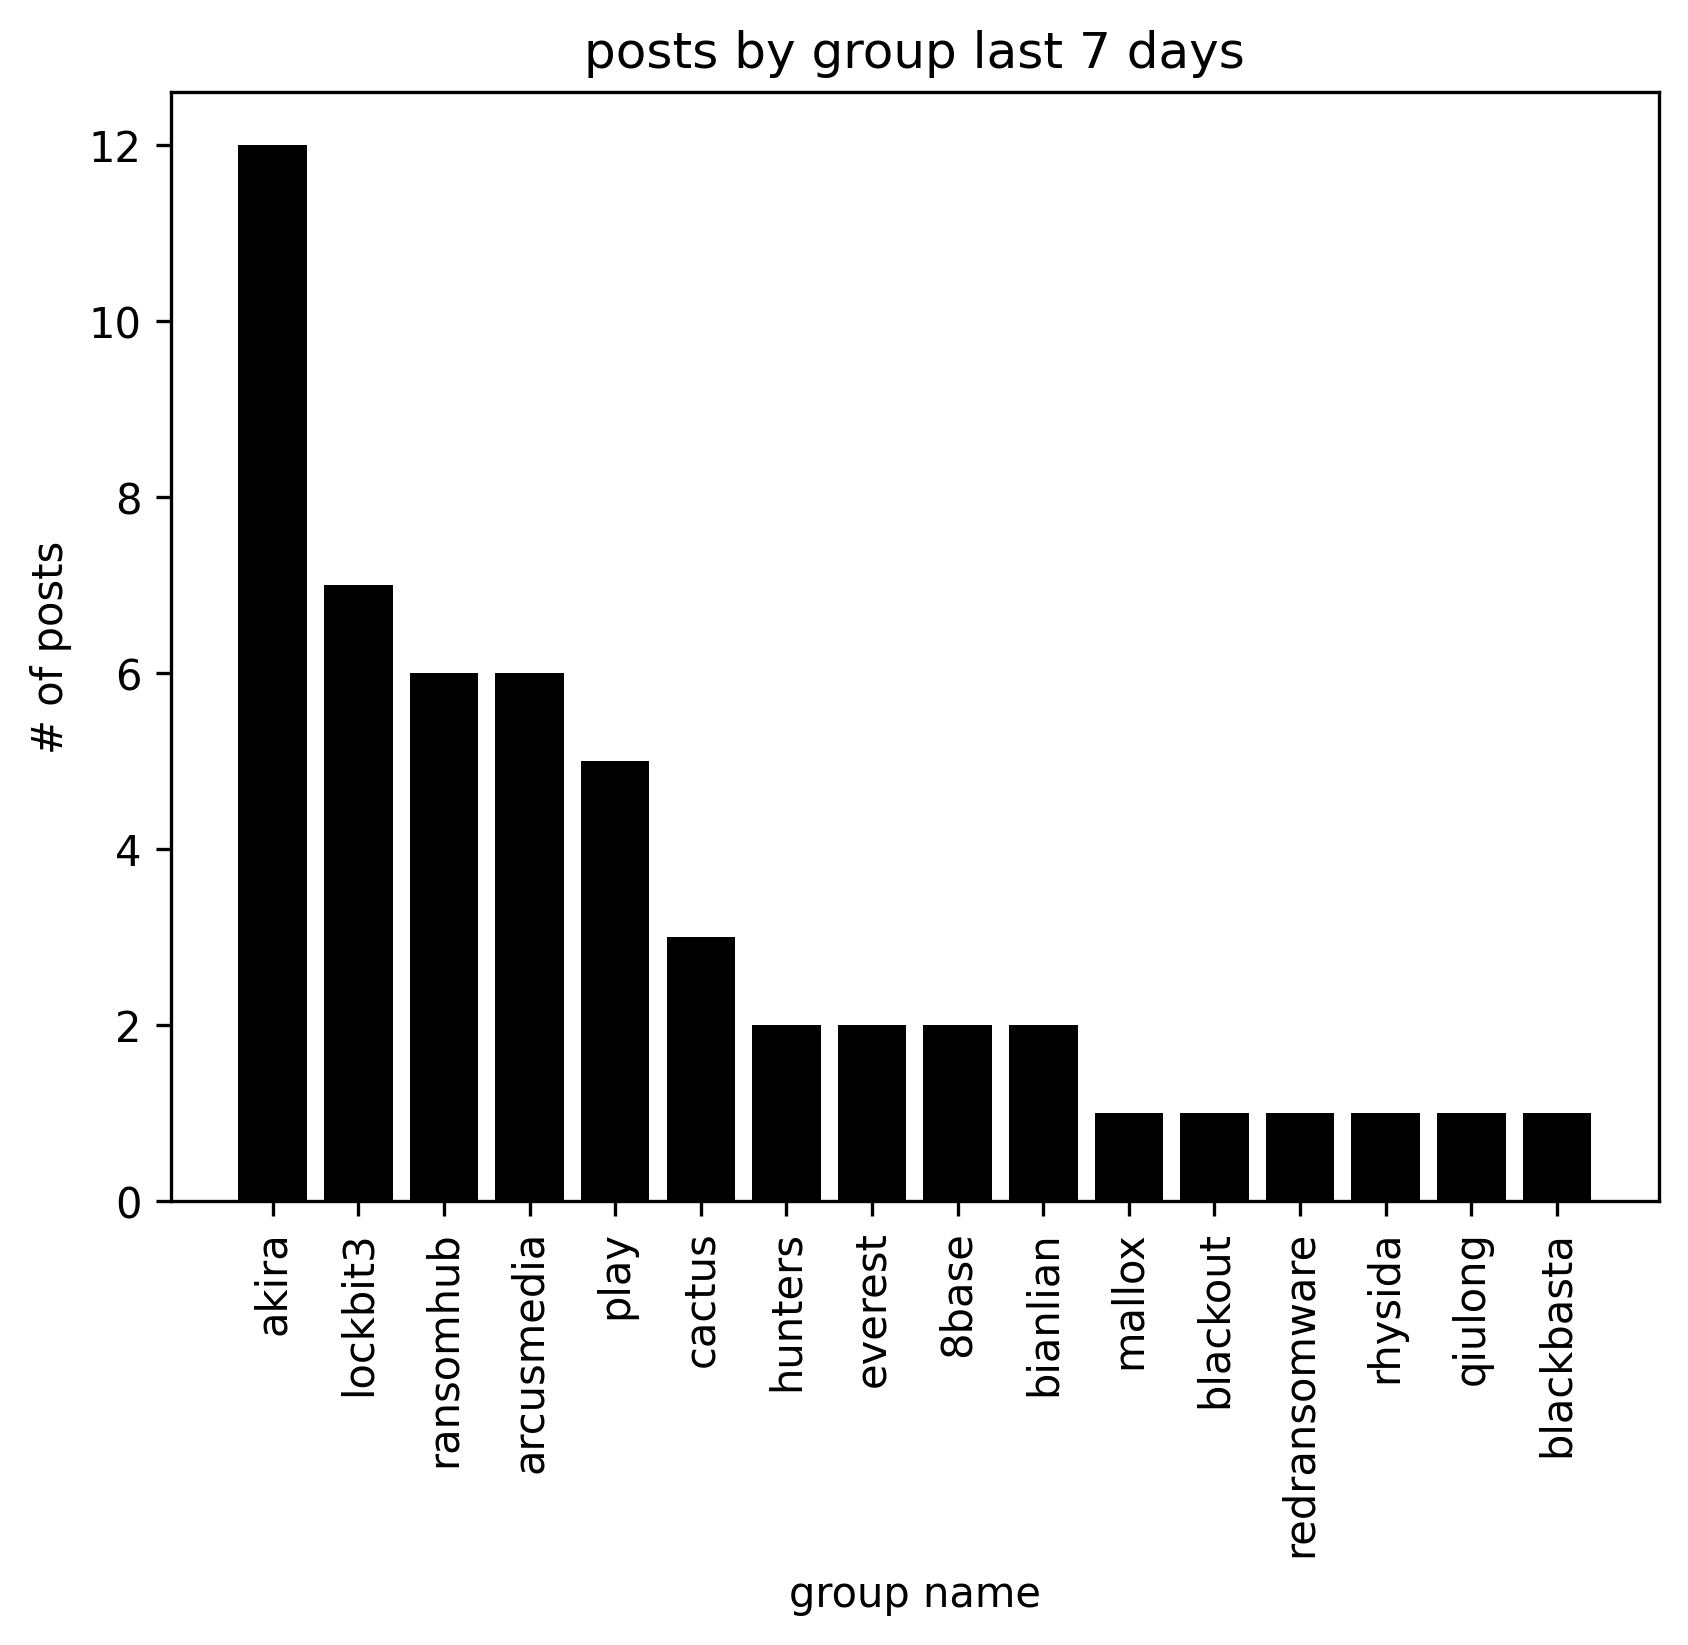 posts by group last 7 days
12
10
8
6
4
2
0
# of posts
akira
lockbit3
ransomhub
arcusmedia
play
cactus
hunters
everest
8base
bianlian
mallox
blackout
redransomware
rhysida
qiulong
blackbasta
group name